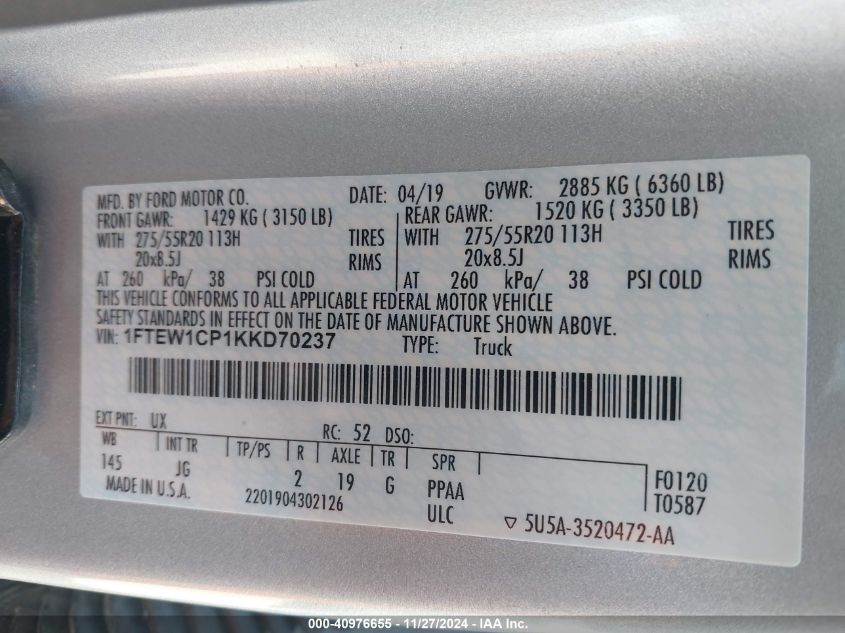 MFD. BY FORD MOTOR CO. DATE: 04/19 GVWR: 2885 KG ( 6360 LB)
FRONT GAWR: 1429 KG ( 3150 LB) REAR GAWR: 1520 KG ( 3350 LB)
WITH 275/55R20 113H TIRES WITH 275/55R20 113H TIRES
20x8.5J RIMS 20x8.5J RIMS
AT 260 kPa/ 38 PSI COLD AT 260 kPa/ 38 PSI COLD
THIS VEHICLE CONFORMS TO ALL APPLICABLE FEDERAL MOTOR VEHICLE
SAFETY STANDARDS IN EFFECT ON THE DATE OF MANUFACTURE SHOWN ABOVE.
VIN: 1FTEW1CP1KKD70237 TYPE: Truck
EXT PNT: UX RC: 52 DSO:
WB INT TR TP/PS R AXLE TR SPR
145 JG 2 19 G PPAA F0120
MADE IN U.S.A. 2201904302126 ULC T0587
▽ 5U5A-3520472-AA
000-40976655 - 11/27/2024 - IAA Inc.